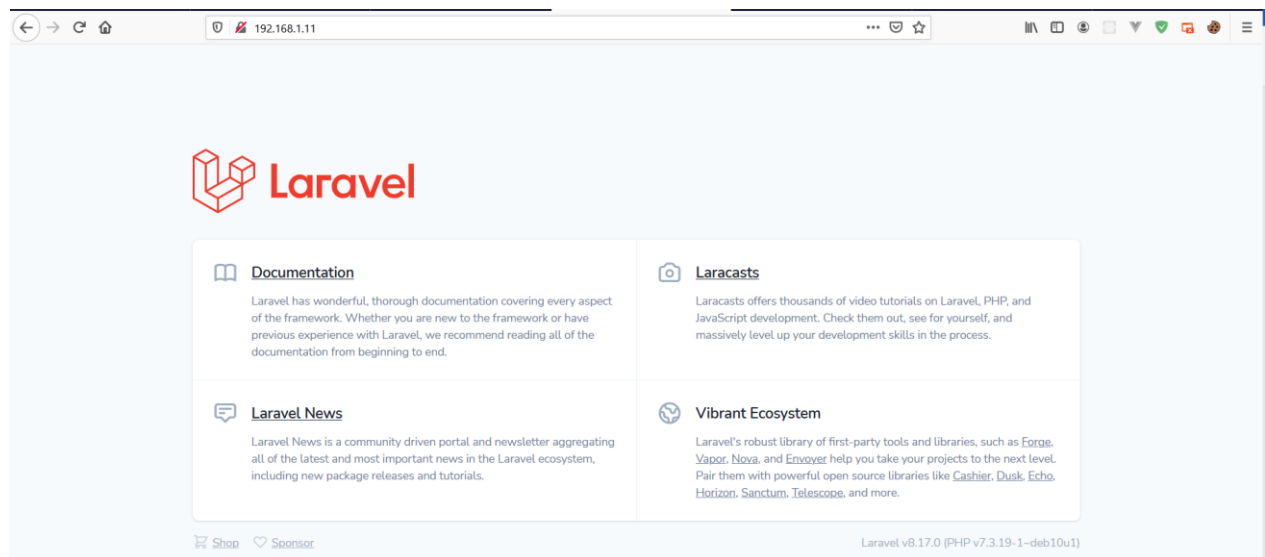 192.168.1.11
Laravel
Documentation
Laravel has wonderful, thorough documentation covering every aspect
of the framework. Whether you are new to the framework or have
previous experience with Laravel, we recommend reading all of the
documentation from beginning to end.
Laracasts
Laracasts offers thousands of video tutorials on Laravel, PHP, and
JavaScript development. Check them out, see for yourself, and
massively level up your development skills in the process.
Laravel News
Laravel News is a community driven portal and newsletter aggregating
all of the latest and most important news in the Laravel ecosystem,
including new package releases and tutorials.
Vibrant Ecosystem
Laravel's robust library of first-party tools and libraries, such as Forge,
Vapor, Nova, and Envoyer help you take your projects to the next level.
Pair them with powerful open source libraries like Cashier, Dusk, Echo,
Horizon, Sanctum, Telescope, and more.
Shop Sponsor
Laravel v8.17.0 (PHP v7.3.19-1~deb10u1)